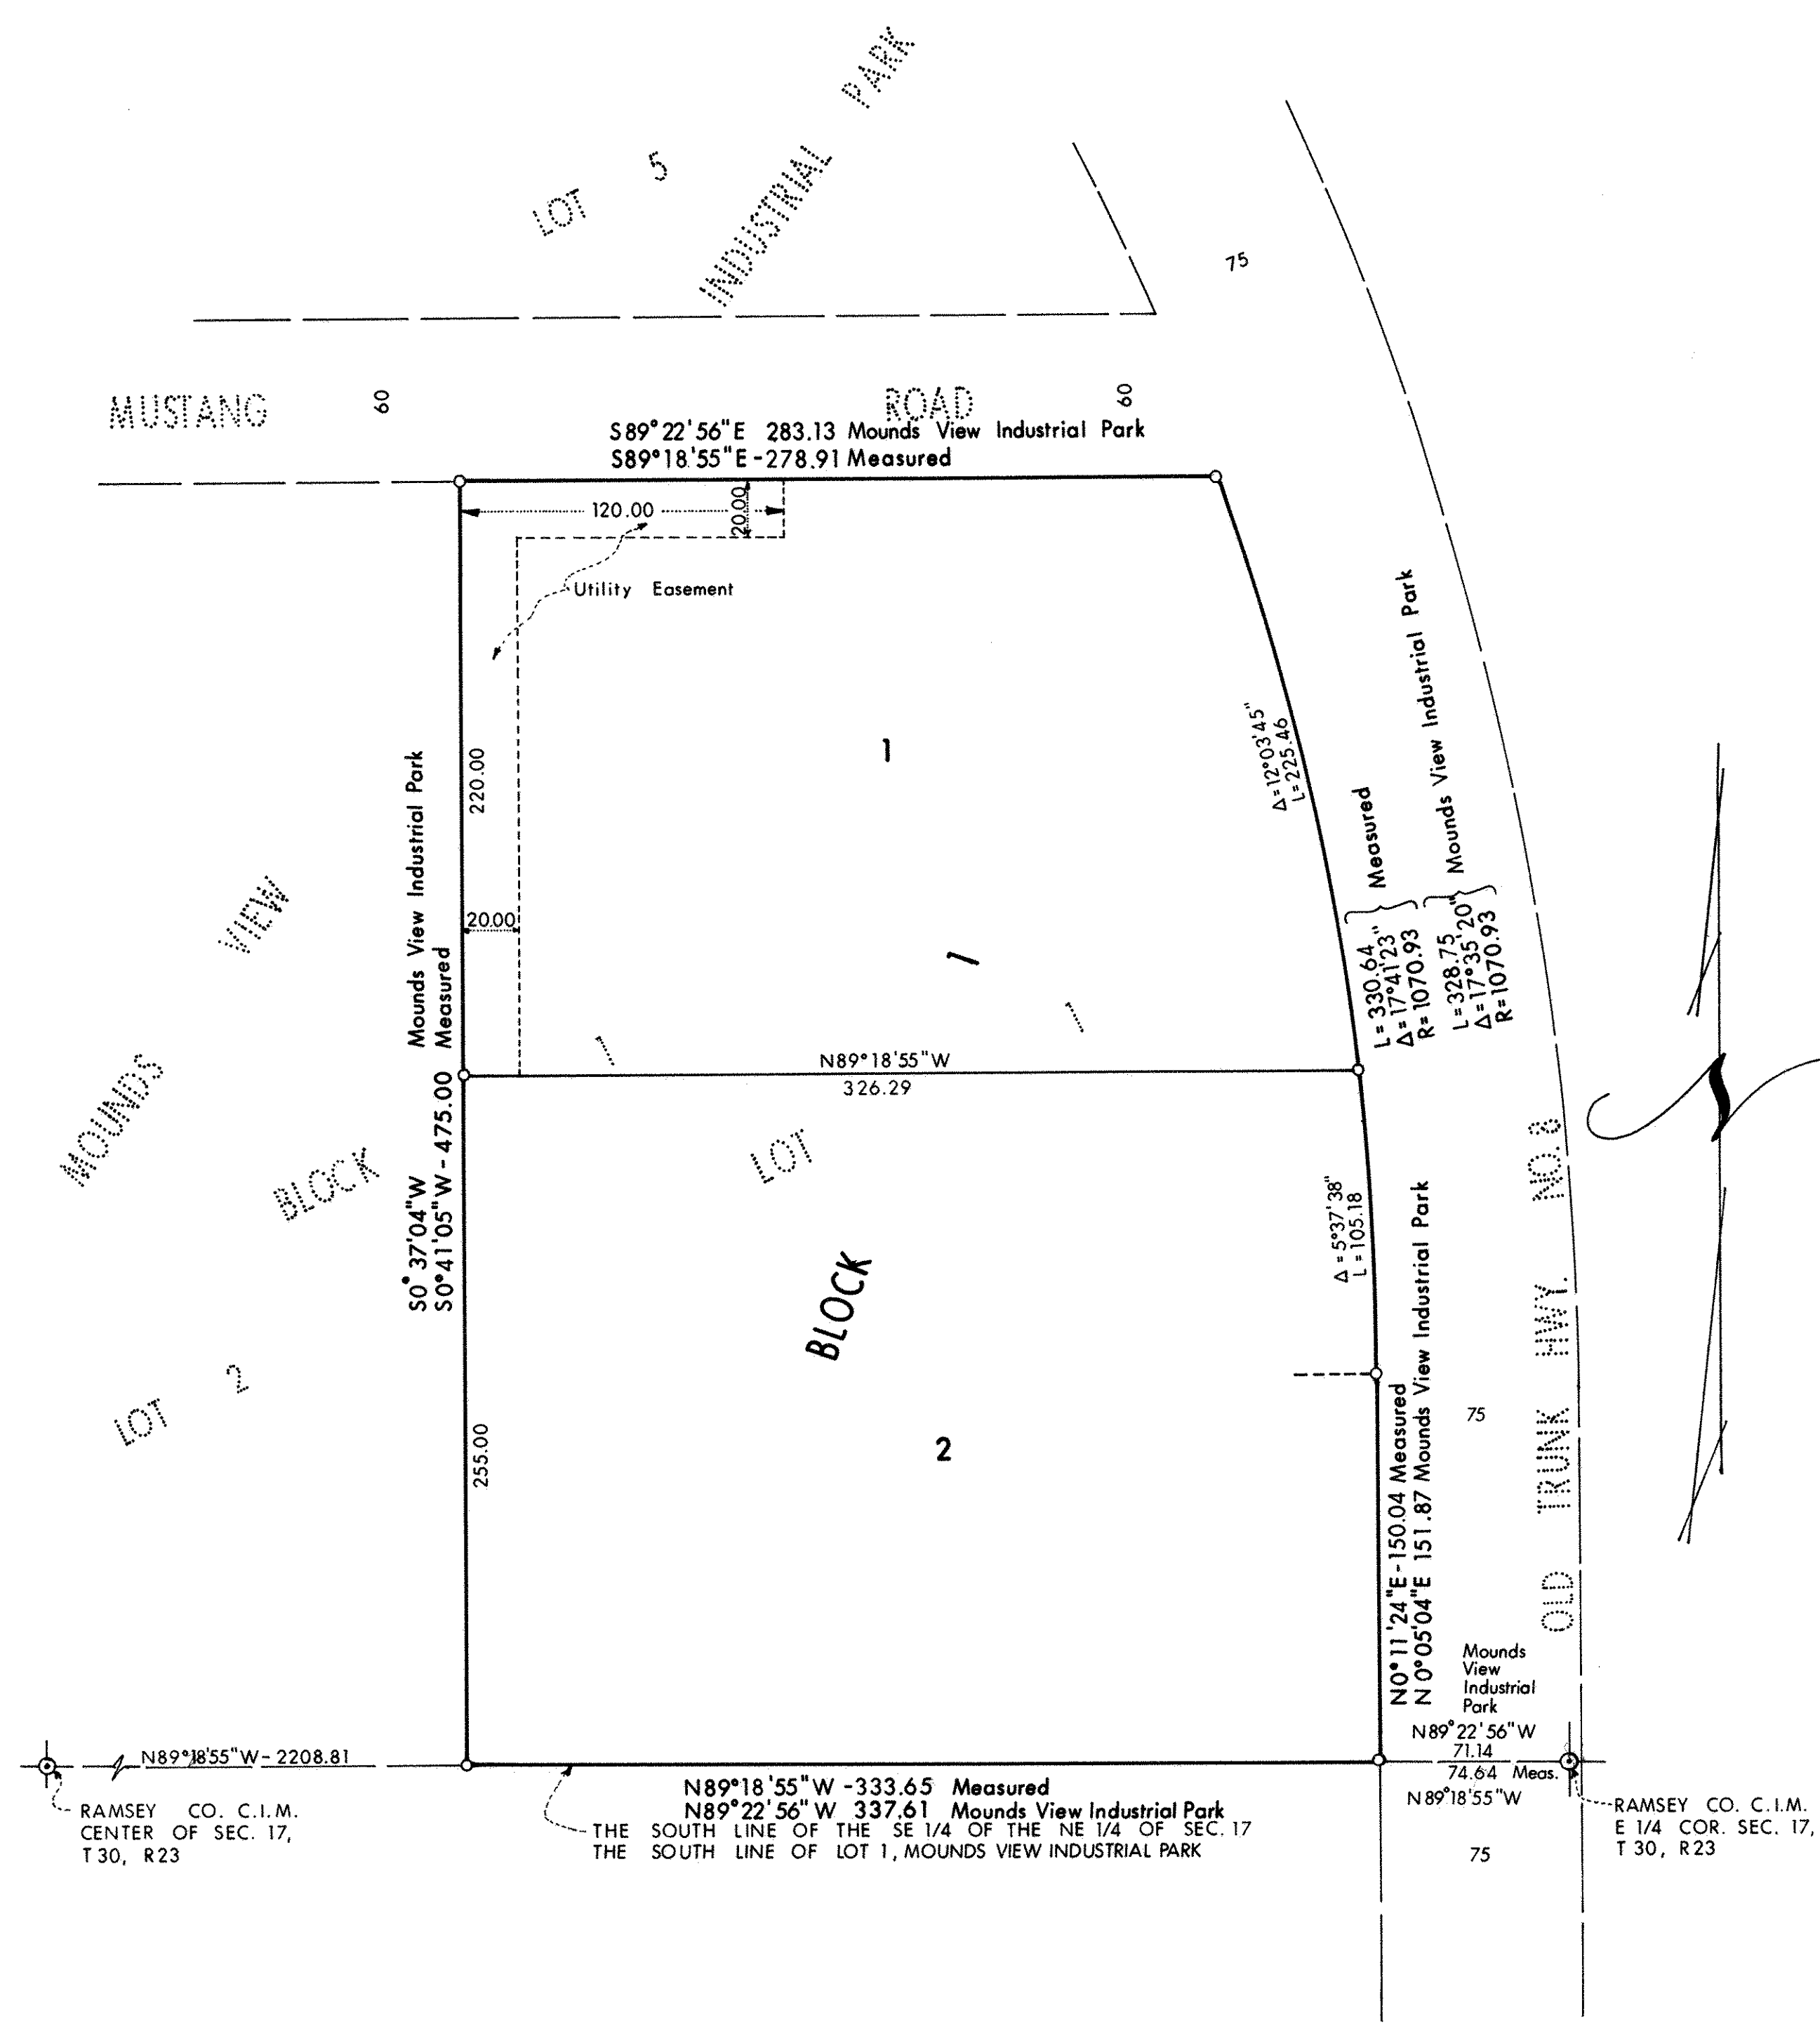 LOT 5
INDUSTRIAL PARK
75
MUSTANG ROAD
60
60
S89°22'56"E 283.13 Mounds View Industrial Park
S89°18'55"E-278.91 Measured
120.00
20.00
Utility Easement
1
220.00
20.00
Mounds View Industrial Park
Measured
S0°37'04"W
S0°41'05"W-475.00
Δ=12°03'45"
L=225.46
Measured
L=330.64
Δ=17°41'23"
R=1070.93
Mounds View Industrial Park
L=328.75
Δ=17°35'20"
R=1070.93
MOUNDS VIEW
BLOCK 1
LOT 1
BLOCK 1
N89°18'55"W
326.29
Δ=5°37'38"
L=105.18
LOT 2
255.00
2
N0°11'24"E-150.04 Measured
N0°05'04"E 151.87 Mounds View Industrial Park
75
OLD TRUNK HWY. NO.8
Mounds
View
Industrial
Park
N89°22'56"W
71.14
74.64 Meas.
N89°18'55"W
N89°18'55"W-2208.81
N89°18'55"W-333.65 Measured
N89°22'56"W 337.61 Mounds View Industrial Park
THE SOUTH LINE OF THE SE 1/4 OF THE NE 1/4 OF SEC. 17
THE SOUTH LINE OF LOT 1, MOUNDS VIEW INDUSTRIAL PARK
RAMSEY CO. C.I.M.
CENTER OF SEC. 17,
T30, R23
RAMSEY CO. C.I.M.
E 1/4 COR. SEC. 17,
T 30, R23
75